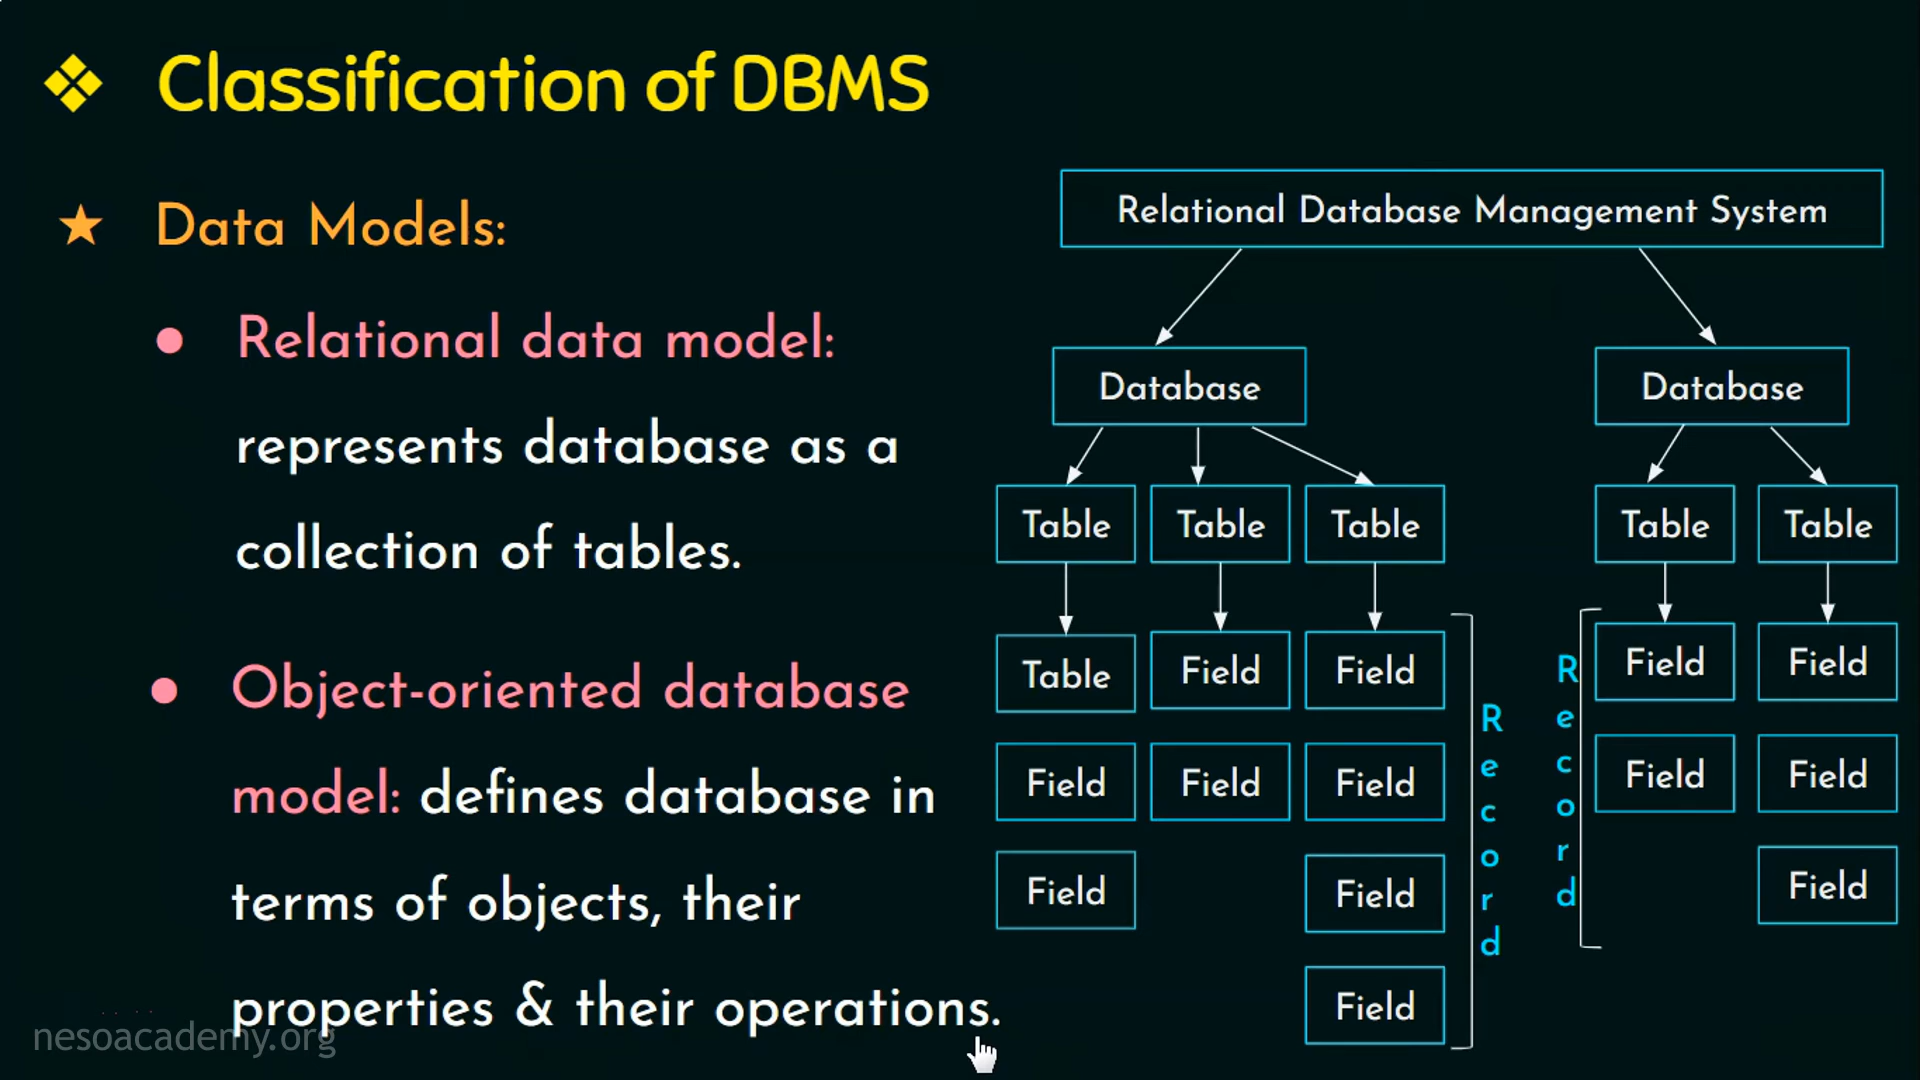 ❖ Classification of DBMS
★ Data Models:
● Relational data model:
represents database as a
collection of tables.
● Object-oriented database
model: defines database in
terms of objects, their
properties & their operations.
Relational Database Management System
Database Database
Table Table Table Table Table
Table Field Field Field Field
Field Field Field Field Field
Field Field Field
Field
Record
Record
nesoacademy.org